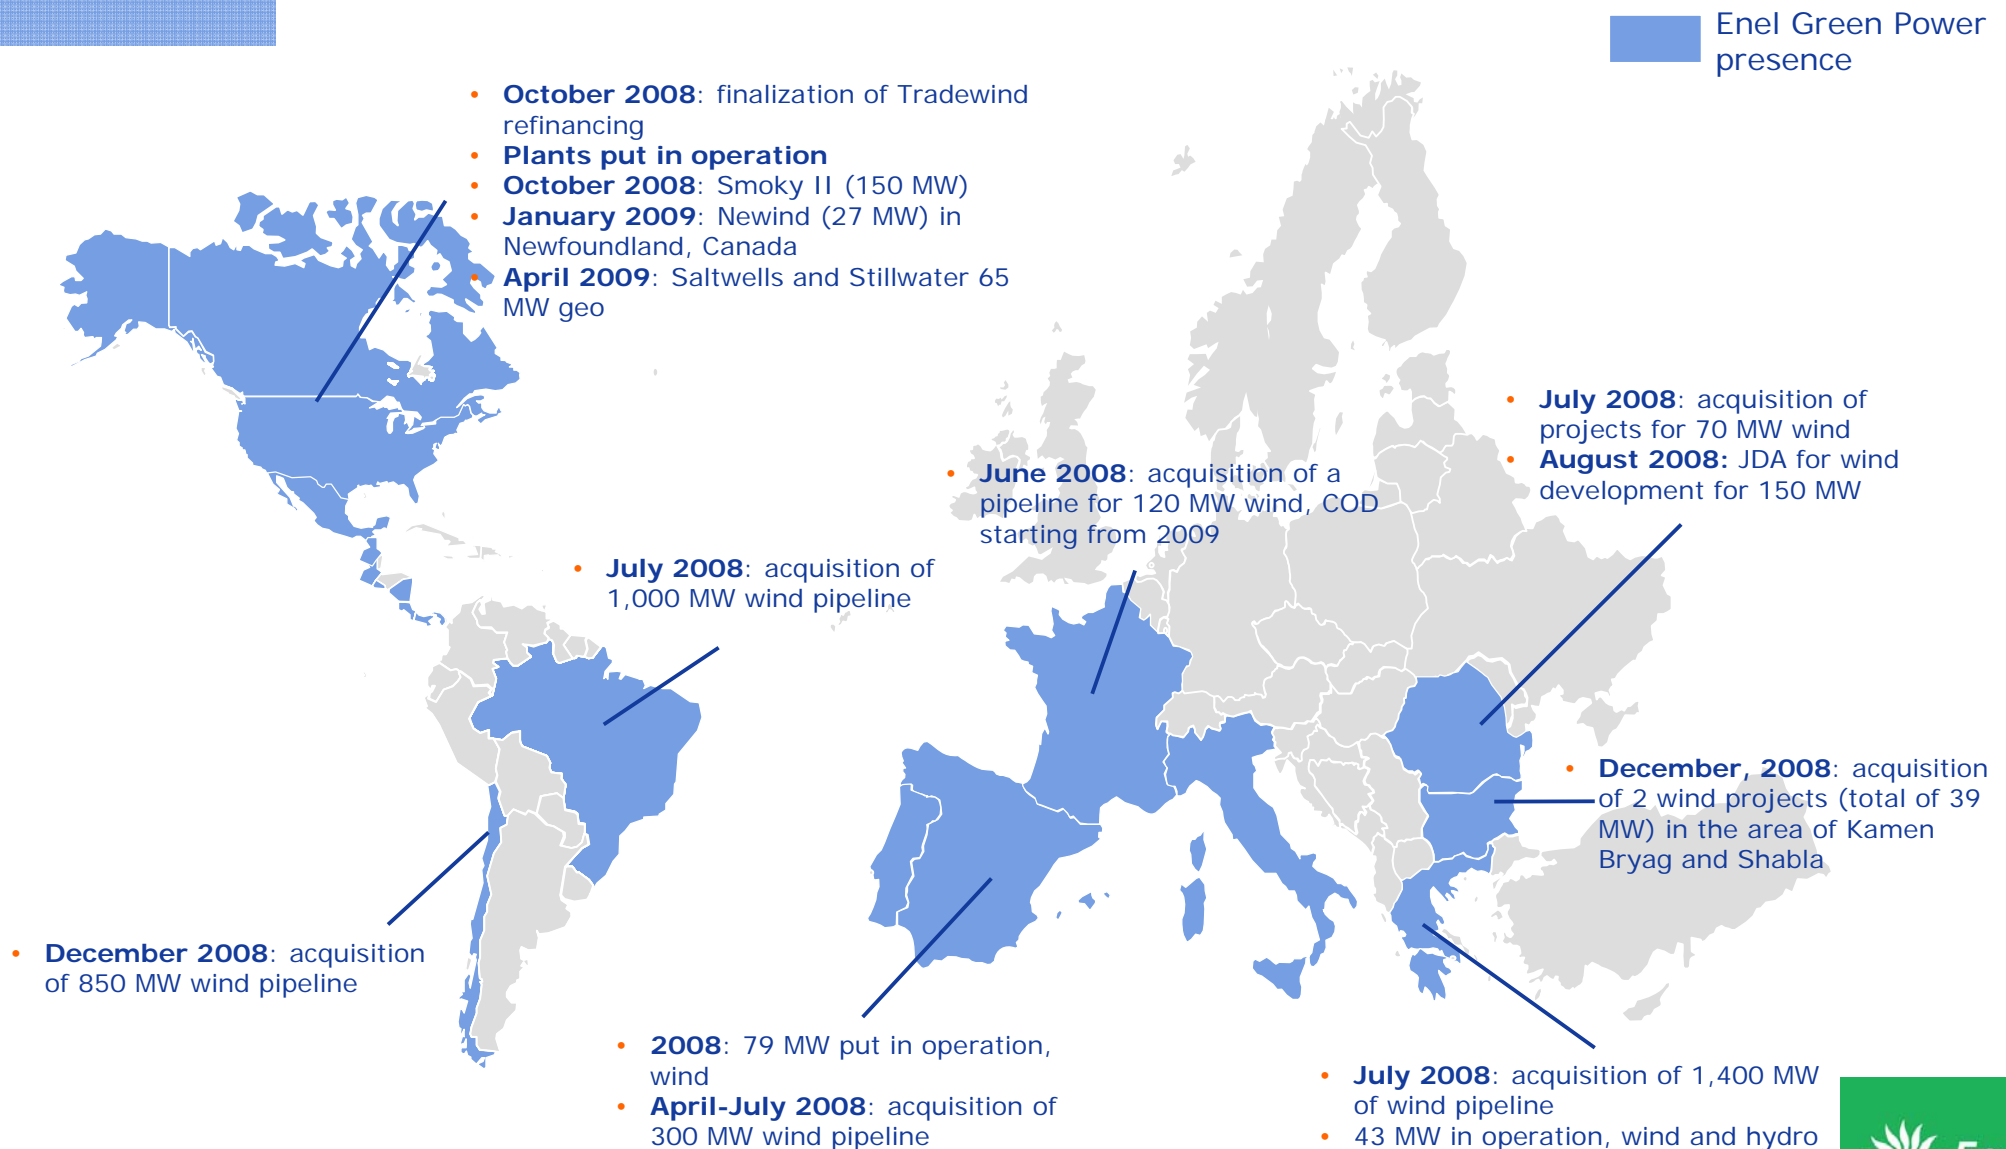 Enel Green Power
presence
• October 2008: finalization of Tradewind
refinancing
• Plants put in operation
• October 2008: Smoky II (150 MW)
• January 2009: Newind (27 MW) in
Newfoundland, Canada
• April 2009: Saltwells and Stillwater 65
MW geo
• July 2008: acquisition of
projects for 70 MW wind
• August 2008: JDA for wind
development for 150 MW
• June 2008: acquisition of a
pipeline for 120 MW wind, COD
starting from 2009
• July 2008: acquisition of
1,000 MW wind pipeline
• December, 2008: acquisition
of 2 wind projects (total of 39
MW) in the area of Kamen
Bryag and Shabla
• December 2008: acquisition
of 850 MW wind pipeline
• 2008: 79 MW put in operation,
wind
• April-July 2008: acquisition of
300 MW wind pipeline
• July 2008: acquisition of 1,400 MW
of wind pipeline
• 43 MW in operation, wind and hydro